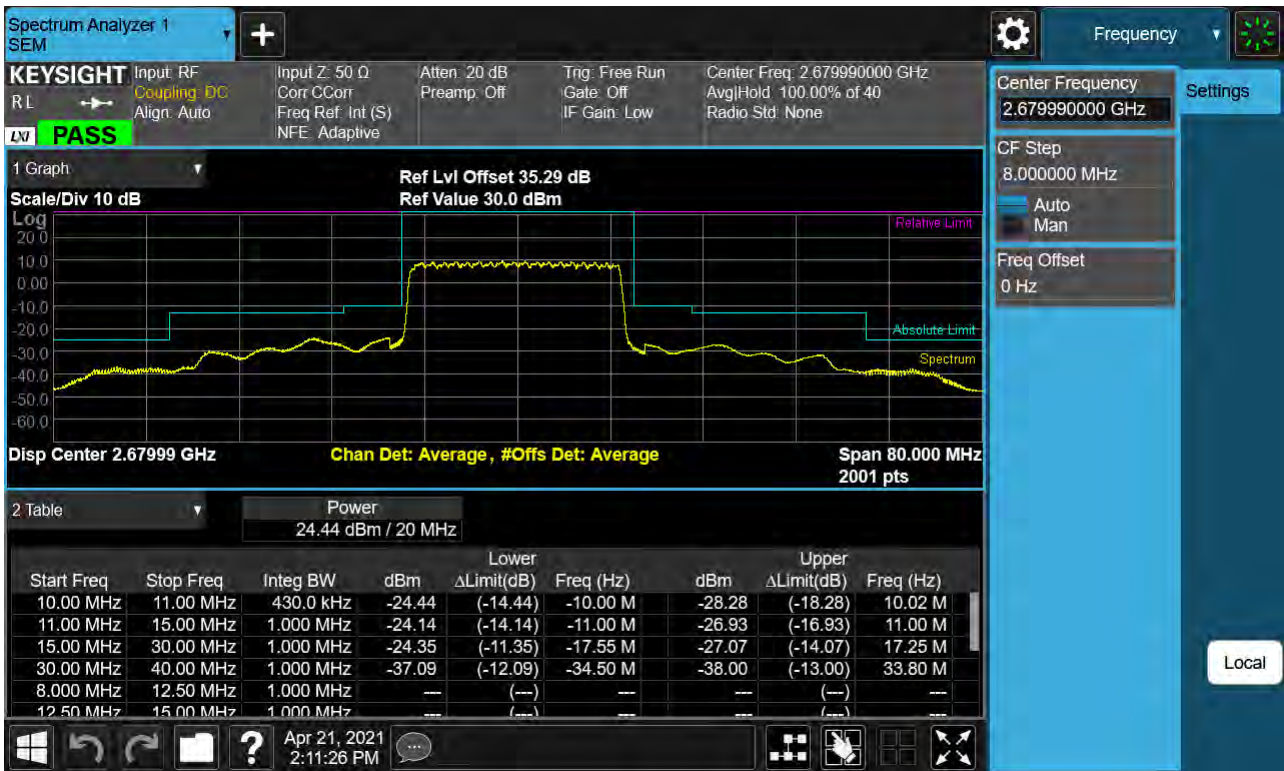 Spectrum Analyzer 1
SEM
Frequency
KEYSIGHT
R L
LXI PASS
Input: RF
Coupling: DC
Align: Auto
Input Z: 50 Ω
Corr CCorr
Freq Ref: Int (S)
NFE: Adaptive
Atten: 20 dB
Preamp: Off
Trig: Free Run
Gate: Off
IF Gain: Low
Center Freq: 2.679990000 GHz
Avg|Hold: 100.00% of 40
Radio Std: None
Center Frequency
2.679990000 GHz
Settings
CF Step
8.000000 MHz
Auto
Man
Freq Offset
0 Hz
Local
1 Graph
Scale/Div 10 dB
Ref Lvl Offset 35.29 dB
Ref Value 30.0 dBm
Log
20.0
10.0
0.00
-10.0
-20.0
-30.0
-40.0
-50.0
-60.0
Relative Limit
Absolute Limit
Spectrum
Disp Center 2.67999 GHz
Chan Det: Average, #Offs Det: Average
Span 80.000 MHz
2001 pts
2 Table
Power
24.44 dBm / 20 MHz
Lower Upper
Start Freq Stop Freq Integ BW dBm ΔLimit(dB) Freq (Hz) dBm ΔLimit(dB) Freq (Hz)
10.00 MHz 11.00 MHz 430.0 kHz -24.44 (-14.44) -10.00 M -28.28 (-18.28) 10.02 M
11.00 MHz 15.00 MHz 1.000 MHz -24.14 (-14.14) -11.00 M -26.93 (-16.93) 11.00 M
15.00 MHz 30.00 MHz 1.000 MHz -24.35 (-11.35) -17.55 M -27.07 (-14.07) 17.25 M
30.00 MHz 40.00 MHz 1.000 MHz -37.09 (-12.09) -34.50 M -38.00 (-13.00) 33.80 M
8.000 MHz 12.50 MHz 1.000 MHz --- (---) --- --- (---) ---
12.50 MHz 15.00 MHz 1.000 MHz --- (---) --- --- (---) ---
?
Apr 21, 2021
2:11:26 PM